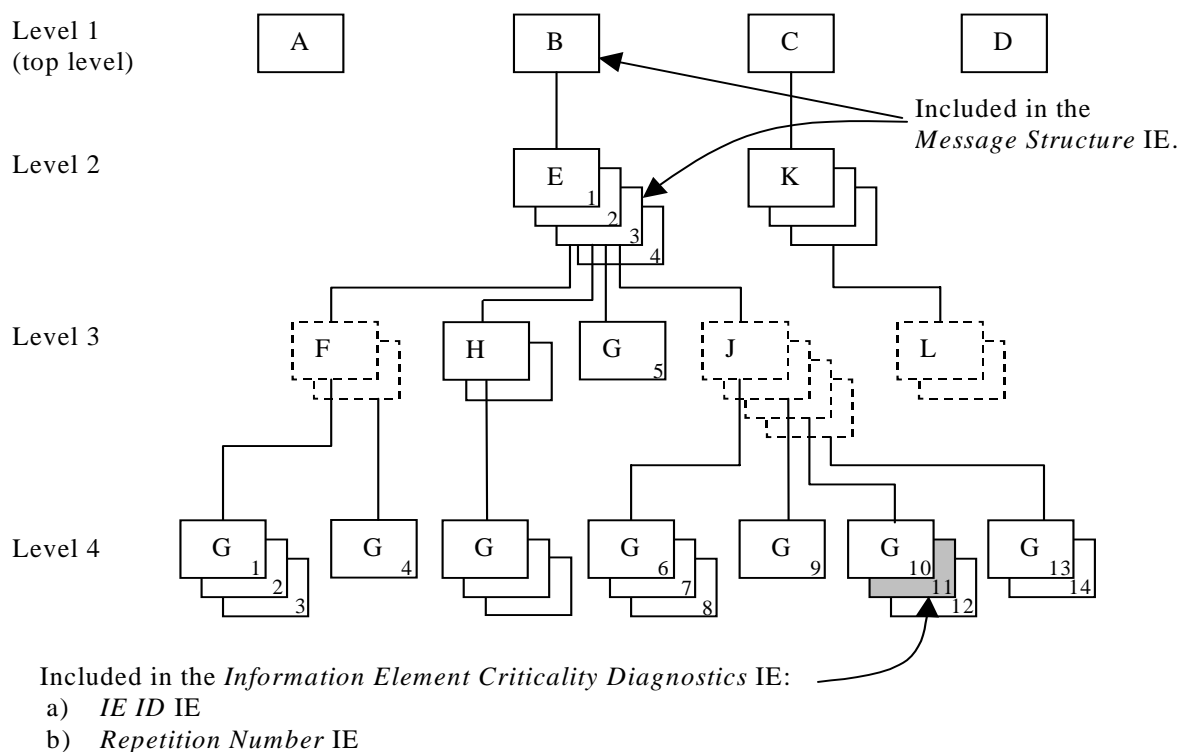 Level 1
(top level)
A
B
C
D
Included in the
Message Structure IE.
Level 2
E
1
2
3
4
K
Level 3
F
H
G
5
J
L
Level 4
G
1
2
3
G
4
G
G
6
7
8
G
9
G
10
11
12
G
13
14
Included in the Information Element Criticality Diagnostics IE:
a) IE ID IE
b) Repetition Number IE